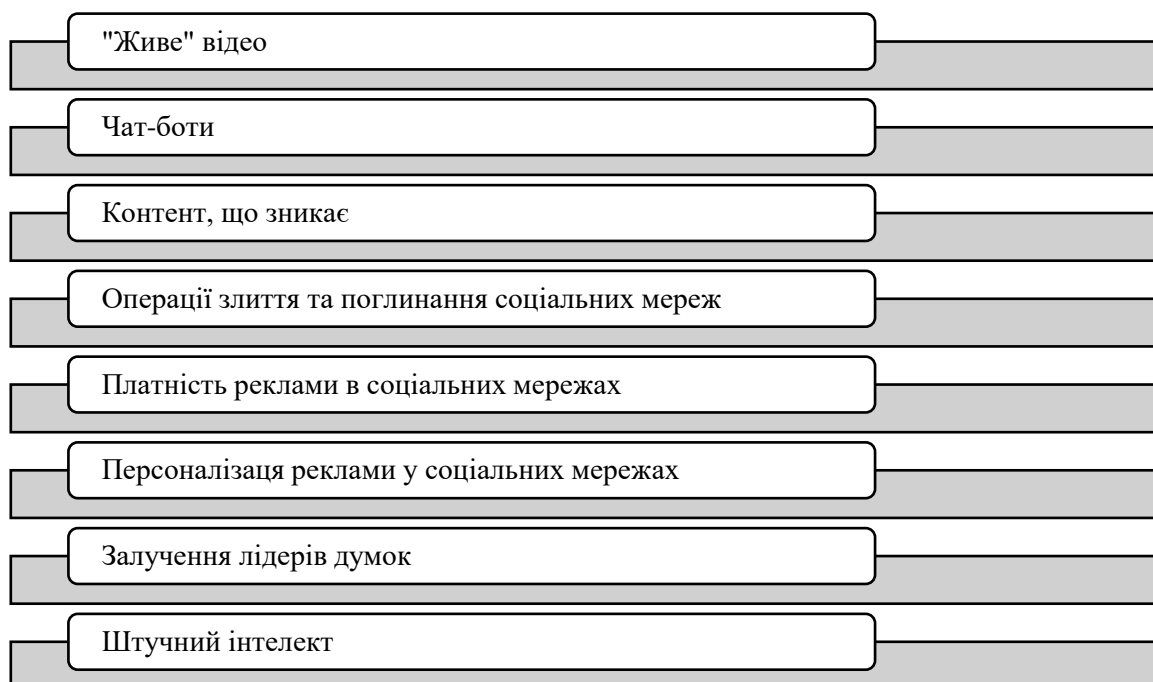 "Живе" відео
Чат-боти
Контент, що зникає
Операції злиття та поглинання соціальних мереж
Платність реклами в соціальних мережах
Персоналізаця реклами у соціальних мережах
Залучення лідерів думок
Штучний інтелект